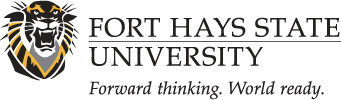 FORT HAYS STATE
UNIVERSITY
Forward thinking. World ready.